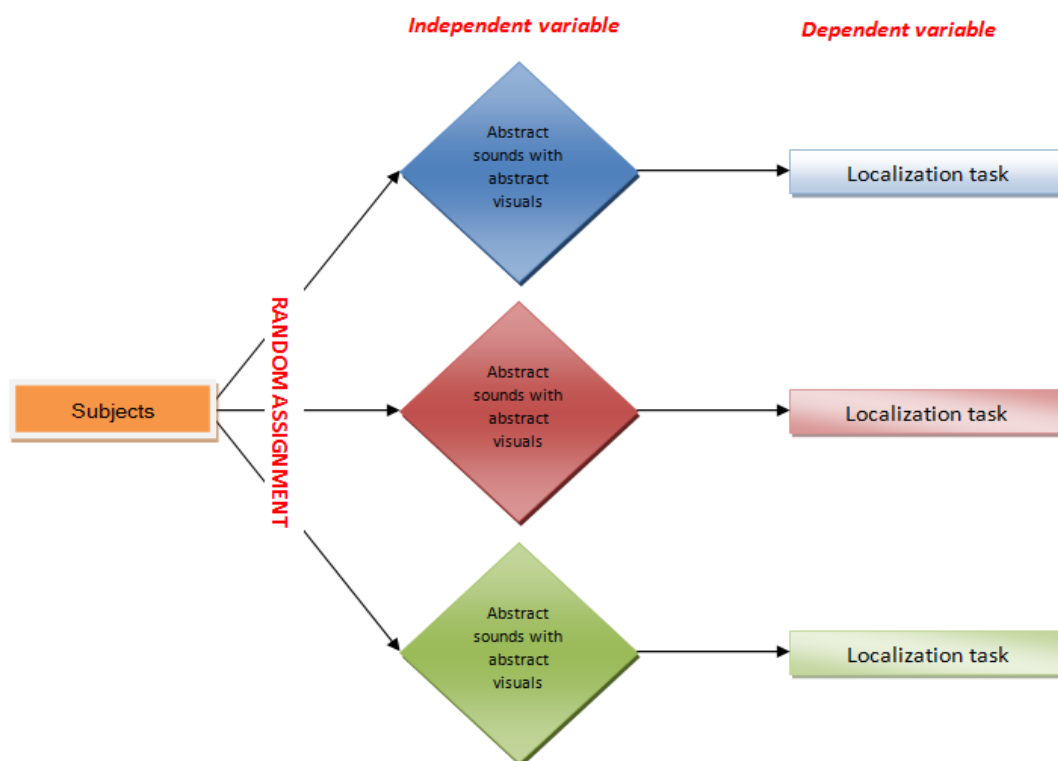 Independent variable
Dependent variable
Abstract
sounds with
abstract
visuals
Localization task
RANDOM ASSIGNMENT
Subjects
Abstract
sounds with
abstract
visuals
Localization task
Abstract
sounds with
abstract
visuals
Localization task